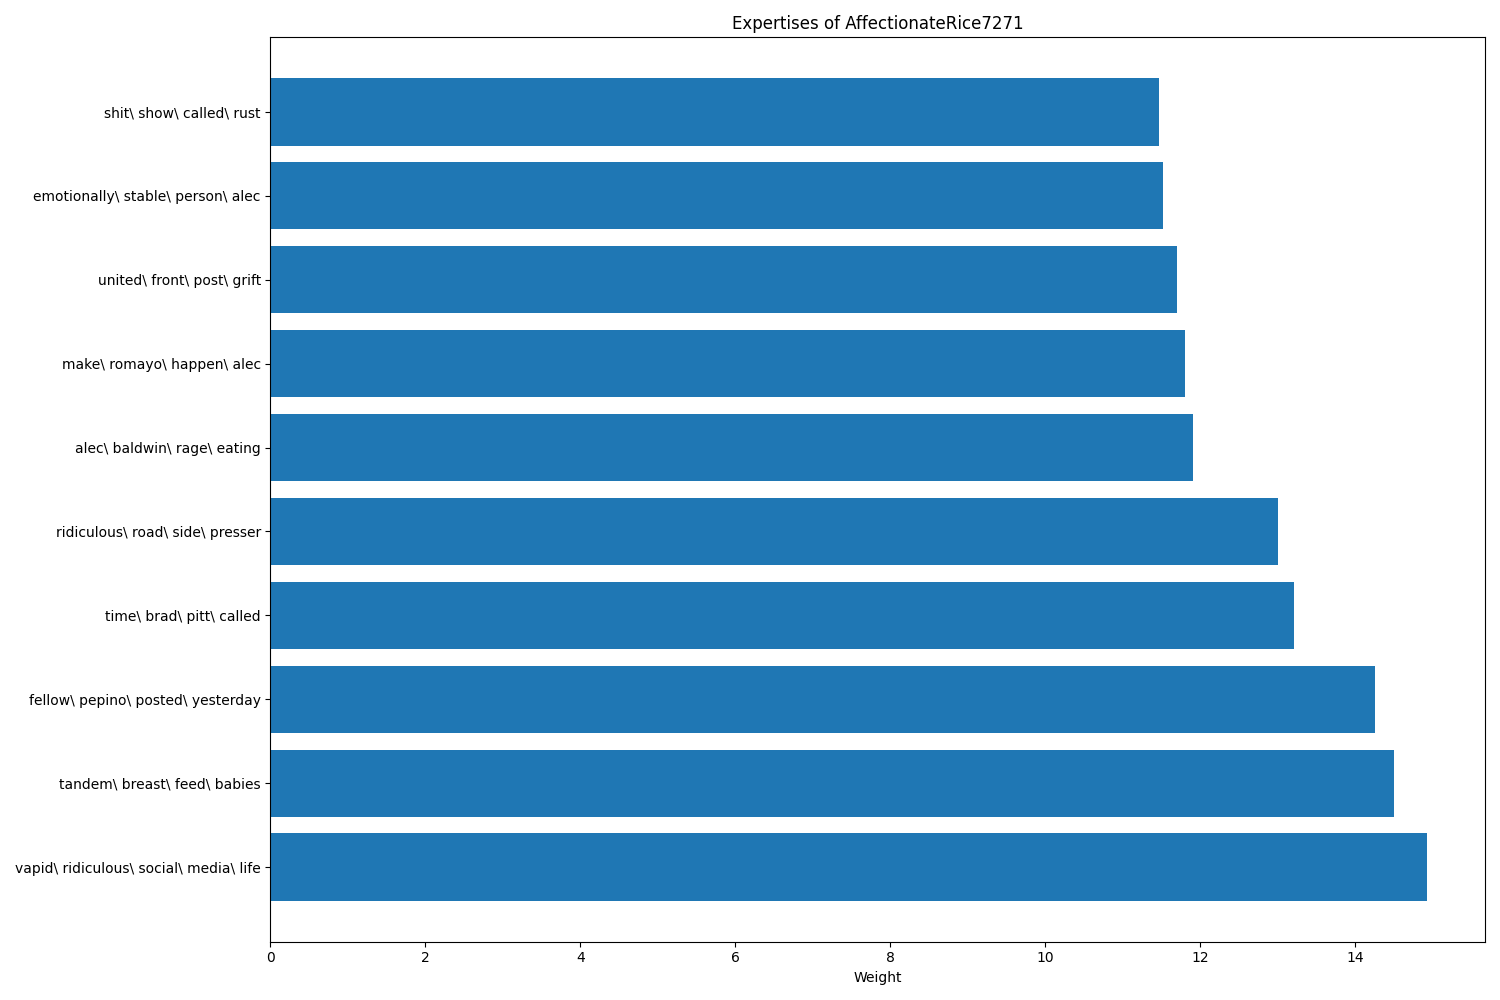 Expertises of AffectionateRice7271
shit\ show\ called\ rust
emotionally\ stable\ person\ alec
united\ front\ post\ grift
make\ romayo\ happen\ alec
alec\ baldwin\ rage\ eating
ridiculous\ road\ side\ presser
time\ brad\ pitt\ called
fellow\ pepino\ posted\ yesterday
tandem\ breast\ feed\ babies
vapid\ ridiculous\ social\ media\ life
0 2 4 6 8 10 12 14
Weight